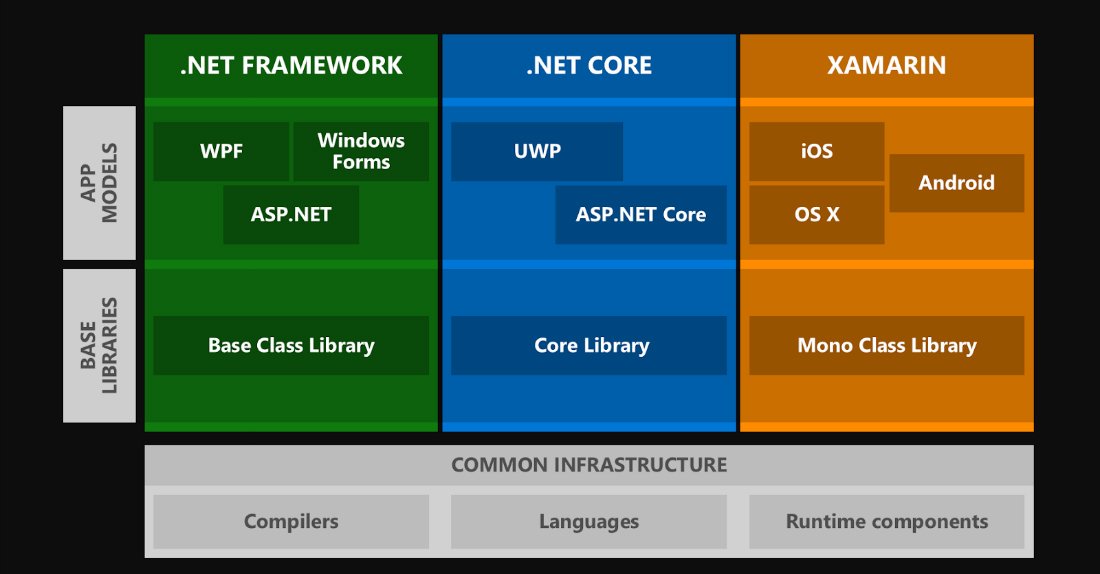 .NET FRAMEWORK
.NET CORE
XAMARIN
APP
MODELS
WPF
Windows
Forms
ASP.NET
UWP
ASP.NET Core
iOS
Android
OS X
BASE
LIBRARIES
Base Class Library
Core Library
Mono Class Library
COMMON INFRASTRUCTURE
Compilers
Languages
Runtime components